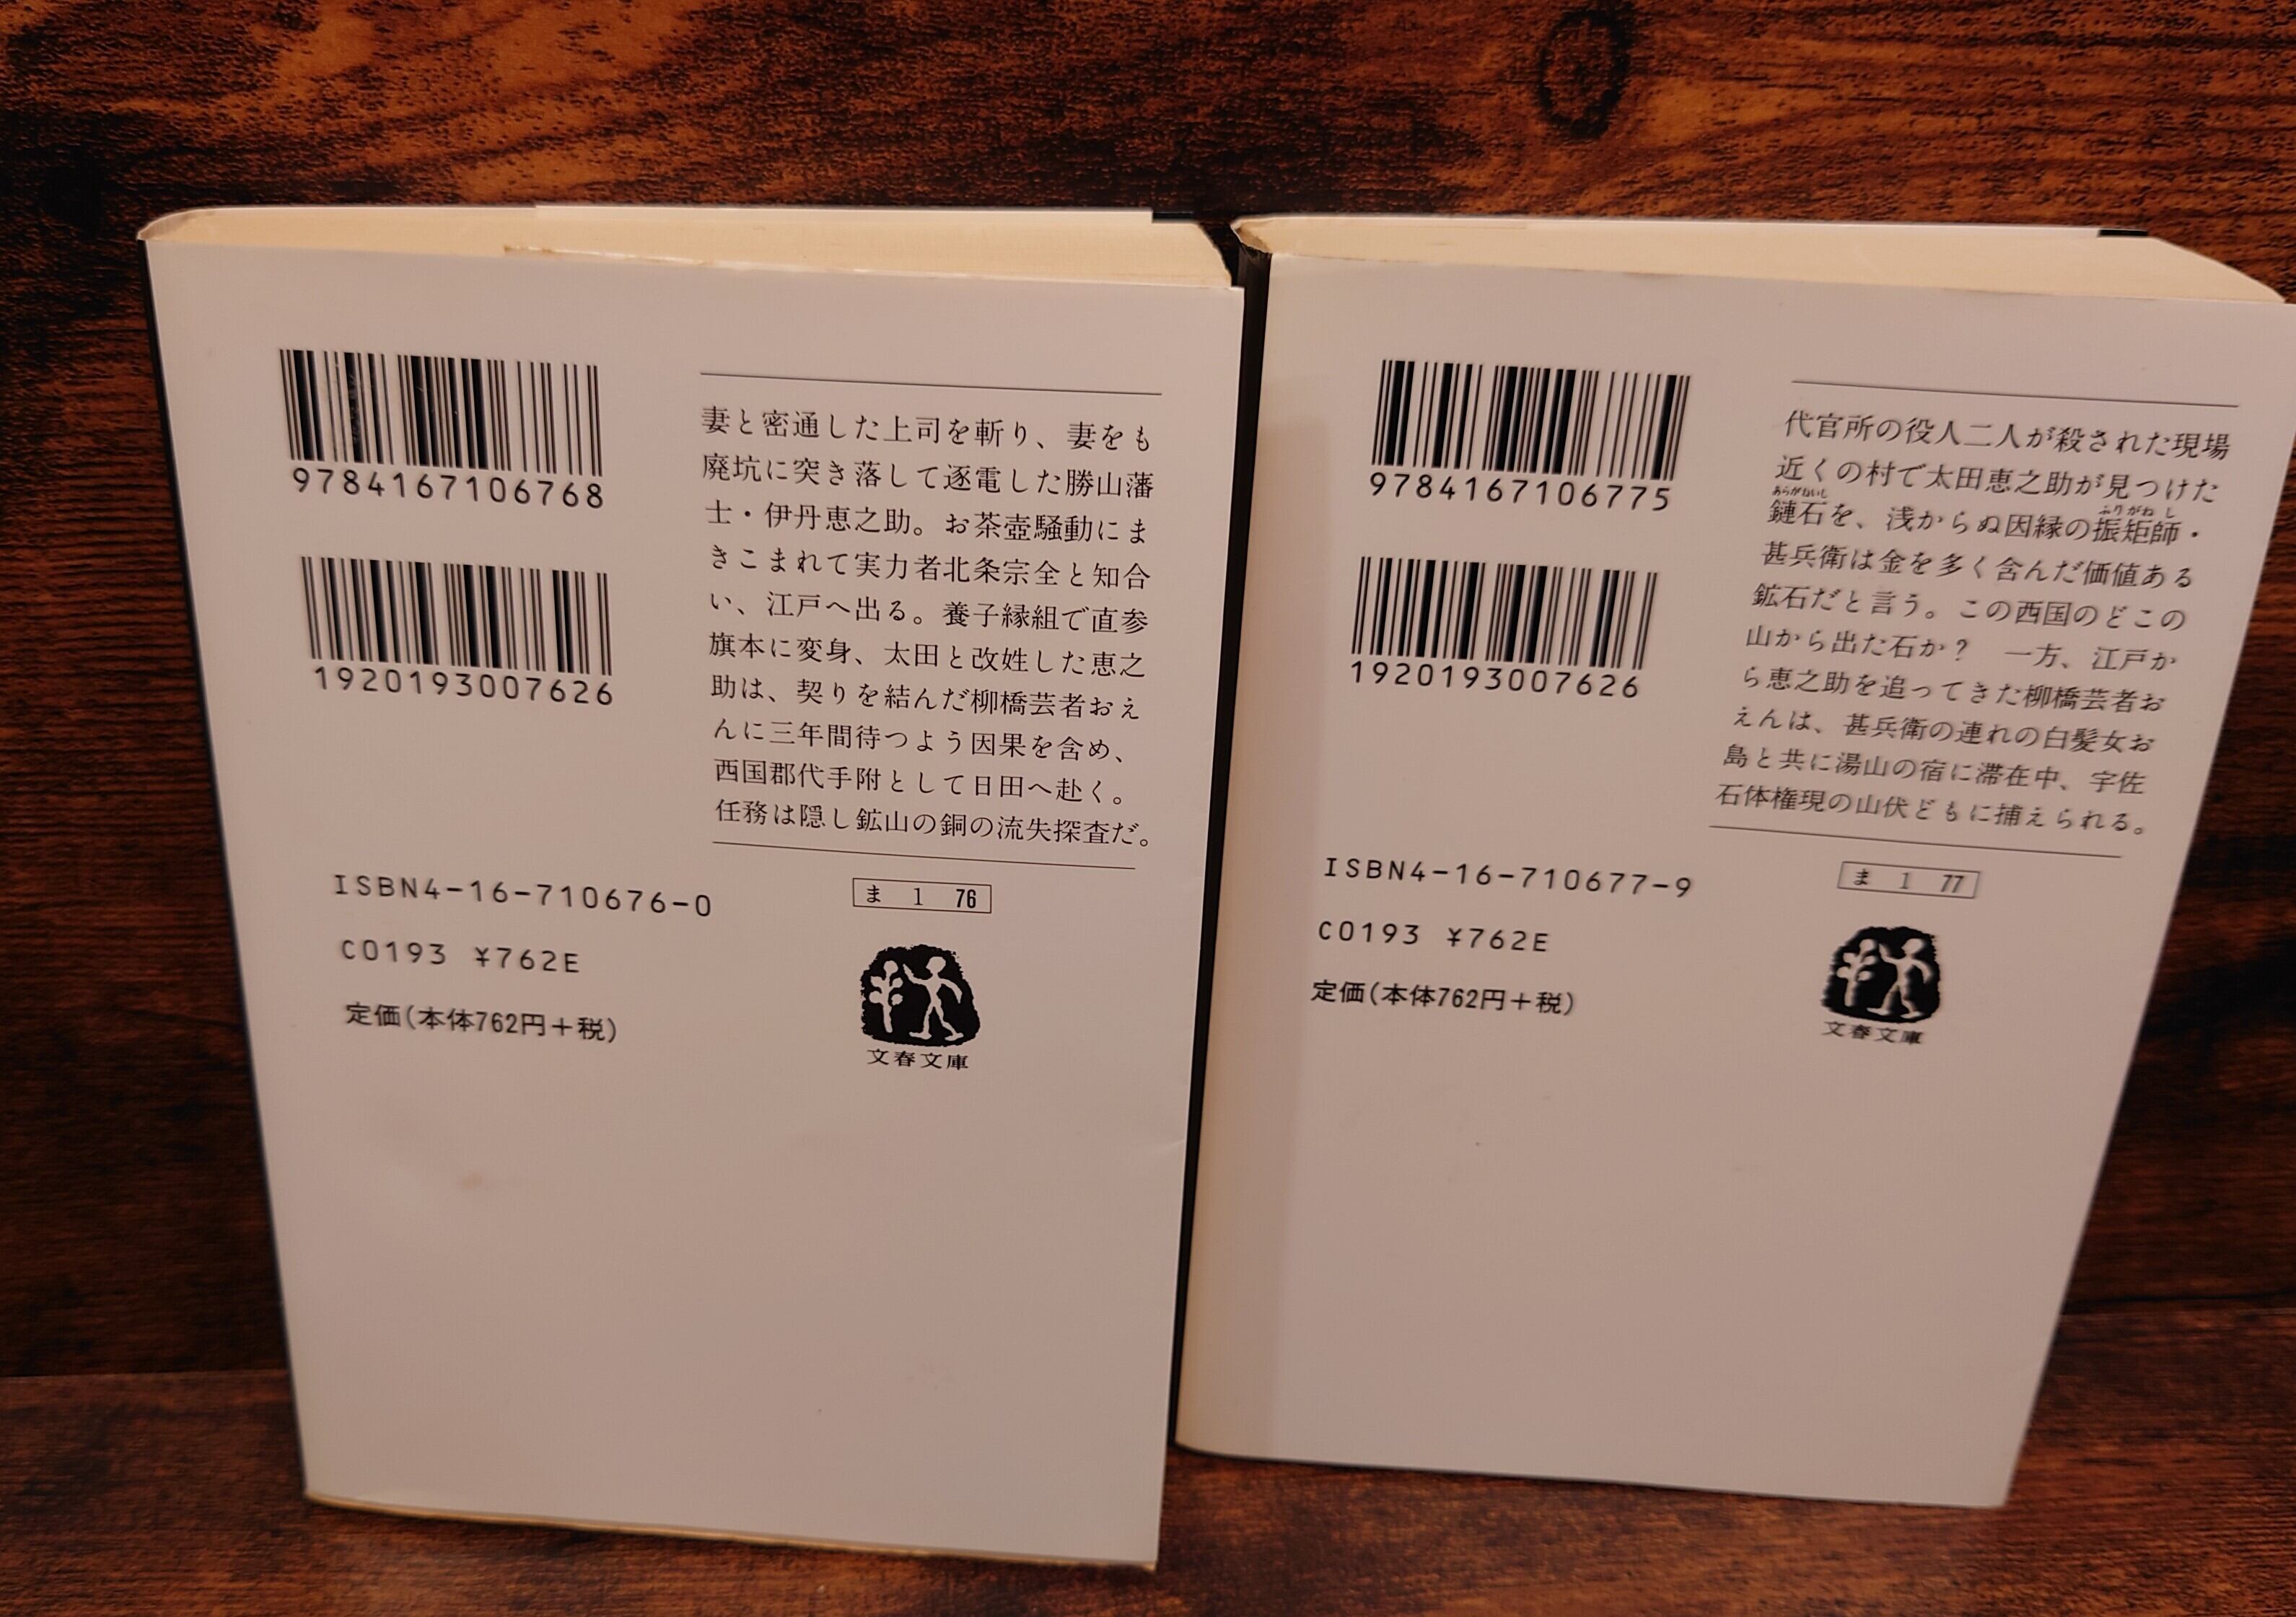 9784167106768
1920193007626
妻と密通した上司を斬り、妻をも
廃坑に突き落して逐電した勝山藩
士・伊丹恵之助。お茶壺騒動にま
きこまれて実力者北条宗全と知合
い、江戸へ出る。養子縁組で直参
旗本に変身、太田と改姓した恵之
助は、契りを結んだ柳橋芸者おえ
んに三年間待つよう因果を含め、
西国郡代手附として日田へ赴く。
任務は隠し鉱山の銅の流失探査だ。
ISBN4-16-710676-0
C0193 ¥762E
定価(本体762円+税)
ま 1 76
文春文庫
9784167106775
1920193007626
代官所の役人二人が殺された現場
近くの村で太田恵之助が見つけた
あらがねいし ふりがねし
鏈石を、浅からぬ因縁の振矩師・
甚兵衛は金を多く含んだ価値ある
鉱石だと言う。この西国のどこの
山から出た石か？ 一方、江戸か
ら恵之助を追ってきた柳橋芸者お
えんは、甚兵衛の連れの白髪女お
島と共に湯山の宿に滞在中、宇佐
石体権現の山伏どもに捕えられる。
ISBN4-16-710677-9
C0193 ¥762E
定価(本体762円+税)
ま 1 77
文春文庫